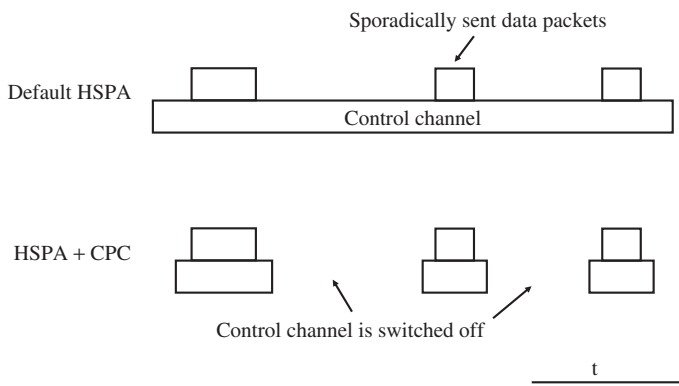 Sporadically sent data packets
Default HSPA
Control channel
HSPA + CPC
Control channel is switched off
t